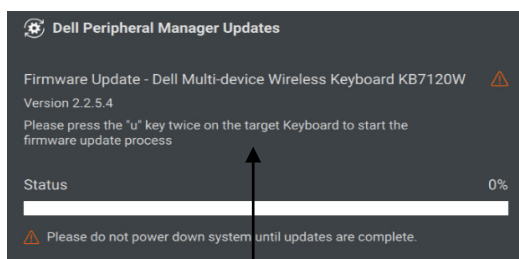 Dell Peripheral Manager Updates
Firmware Update - Dell Multi-device Wireless Keyboard KB7120W
Version 2.2.5.4
Please press the "u" key twice on the target Keyboard to start the
firmware update process
Status 0%
Please do not power down system until updates are complete.